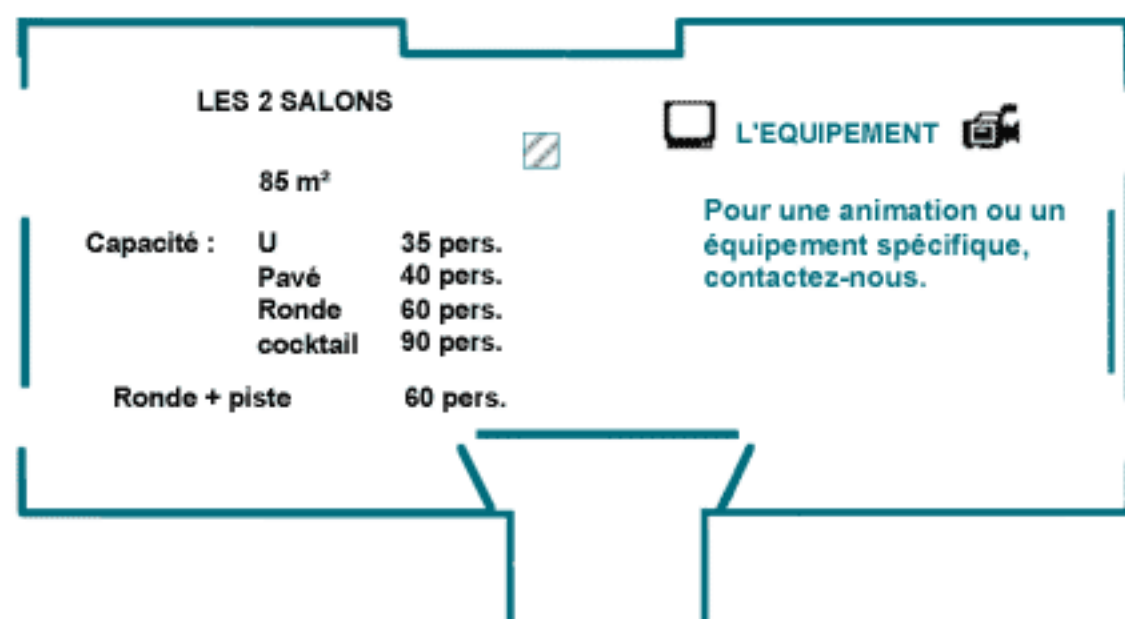 LES 2 SALONS
85 m²
Capacité : U 35 pers.
Pavé 40 pers.
Ronde 60 pers.
cocktail 90 pers.
Ronde + piste 60 pers.
L'EQUIPEMENT
Pour une animation ou un
équipement spécifique,
contactez-nous.